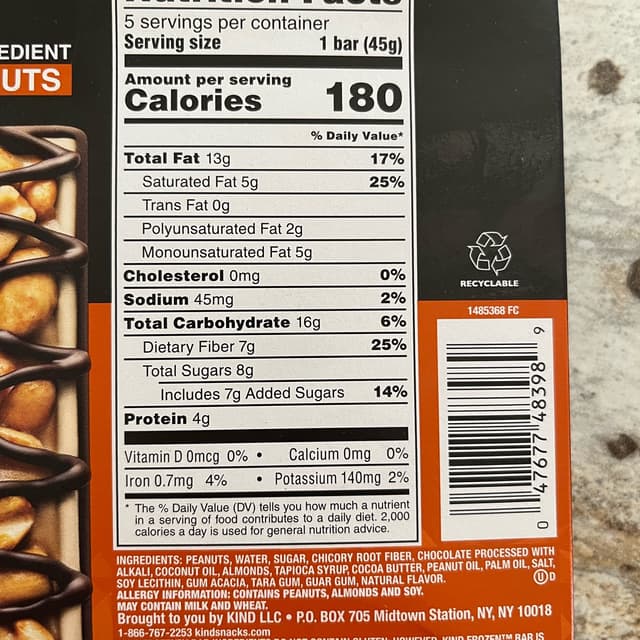 Nutrition Facts
5 servings per container
Serving size 1 bar (45g)
Amount per serving
Calories 180
% Daily Value*
Total Fat 13g 17%
Saturated Fat 5g 25%
Trans Fat 0g
Polyunsaturated Fat 2g
Monounsaturated Fat 5g
Cholesterol 0mg 0%
Sodium 45mg 2%
Total Carbohydrate 16g 6%
Dietary Fiber 7g 25%
Total Sugars 8g
Includes 7g Added Sugars 14%
Protein 4g
Vitamin D 0mcg 0% • Calcium 0mg 0%
Iron 0.7mg 4% • Potassium 140mg 2%
* The % Daily Value (DV) tells you how much a nutrient
in a serving of food contributes to a daily diet. 2,000
calories a day is used for general nutrition advice.
EDIENT
UTS
RECYCLABLE
1485368 FC
0 47677 48398 9
INGREDIENTS: PEANUTS, WATER, SUGAR, CHICORY ROOT FIBER, CHOCOLATE PROCESSED WITH
ALKALI, COCONUT OIL, ALMONDS, TAPIOCA SYRUP, COCOA BUTTER, PEANUT OIL, PALM OIL, SALT,
SOY LECITHIN, GUM ACACIA, TARA GUM, GUAR GUM, NATURAL FLAVOR.
U D
ALLERGY INFORMATION: CONTAINS PEANUTS, ALMONDS AND SOY.
MAY CONTAIN MILK AND WHEAT.
Brought to you by KIND LLC • P.O. BOX 705 Midtown Station, NY, NY 10018
1-866-767-2253 kindsnacks.com